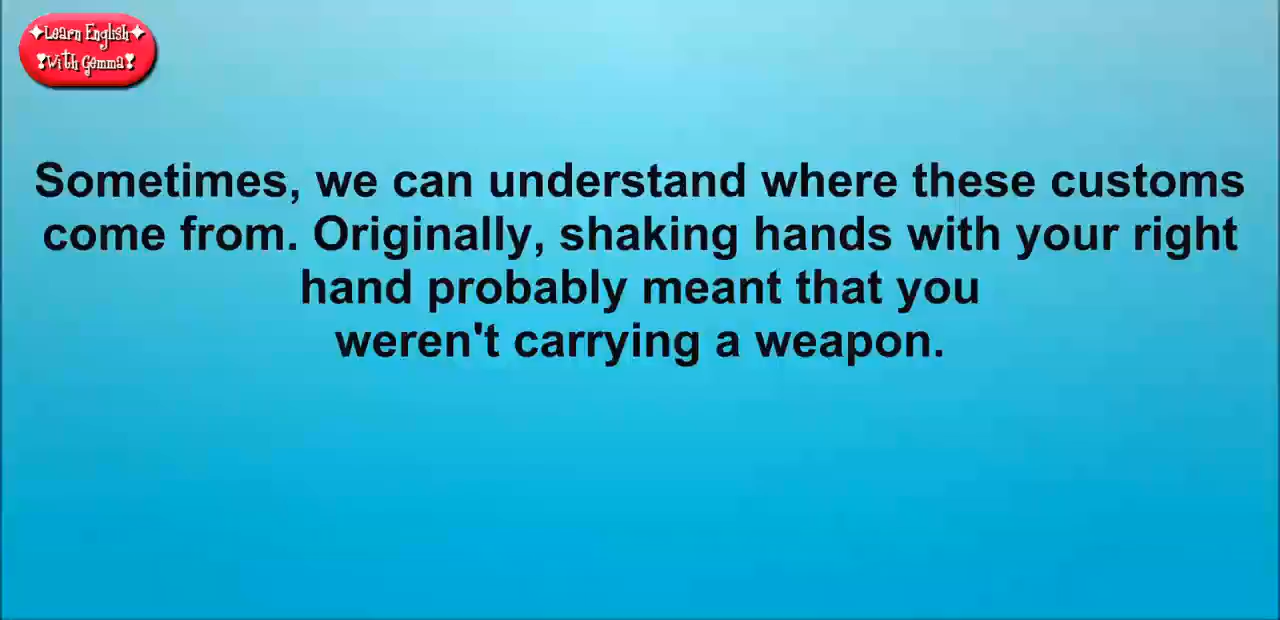 ✦Learn English✦
❣With Gemma❣
Sometimes, we can understand where these customs
come from. Originally, shaking hands with your right
hand probably meant that you
weren't carrying a weapon.